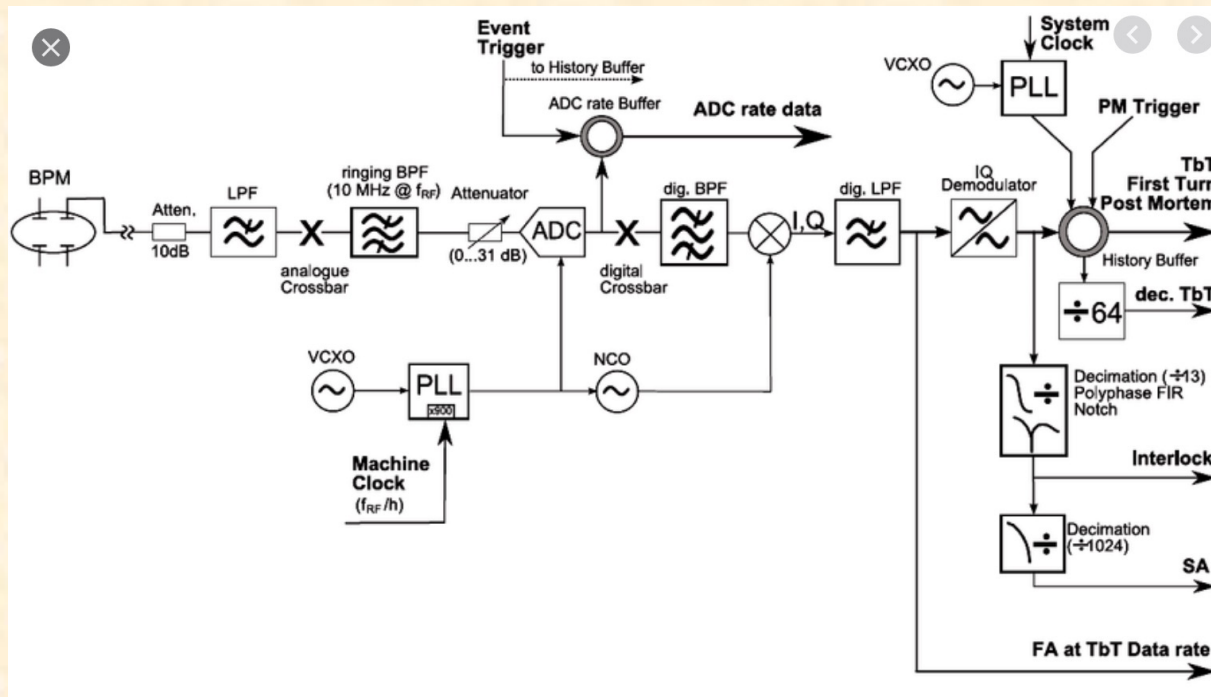 Event
Trigger
to History Buffer
ADC rate Buffer
ADC rate data
System
Clock
VCXO
PLL
PM Trigger
BPM
Atten.
10dB
LPF
analogue
Crossbar
ringing BPF
(10 MHz @ fRF)
Attenuator
(0...31 dB)
ADC
digital
Crossbar
dig. BPF
I,Q
dig. LPF
IQ
Demodulator
TbT
First Turn
Post Mortem
History Buffer
÷64
dec. TbT
VCXO
PLL
x900
NCO
Machine
Clock
(fRF/h)
Decimation (÷13)
Polyphase FIR
Notch
÷
Interlock
Decimation
(÷1024)
÷
SA
FA at TbT Data rate